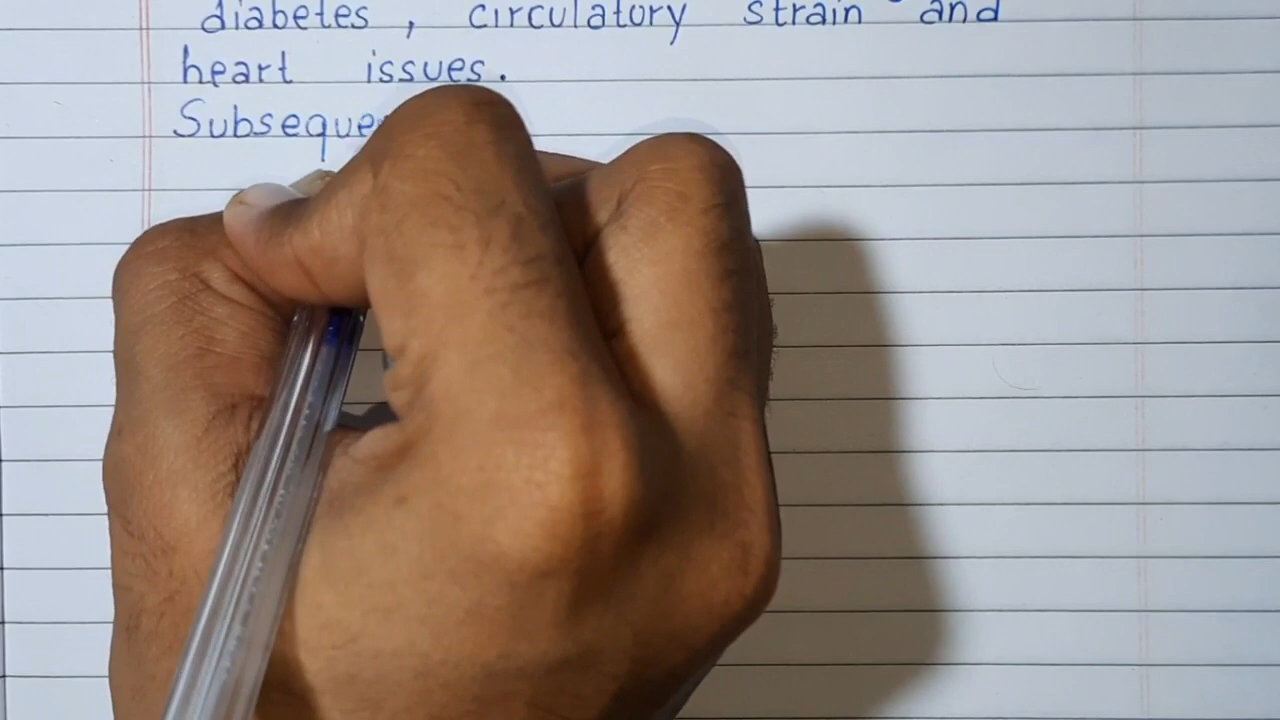 diabetes, circulatory strain and
heart issues.